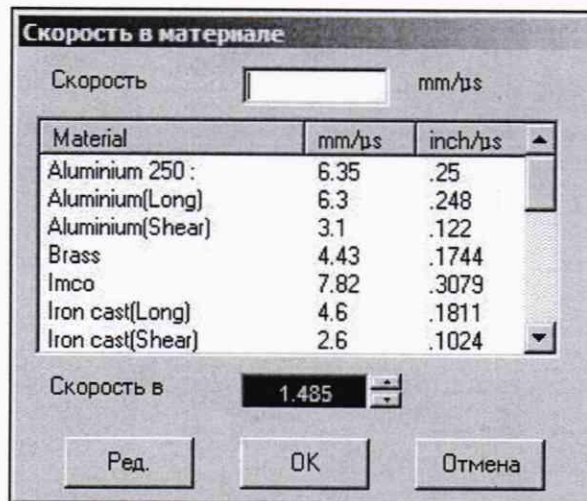 Скорость в материале
Скорость mm/µs
Material mm/µs inch/µs
Aluminium 250 : 6.35 .25
Aluminium(Long) 6.3 .248
Aluminium(Shear) 3.1 .122
Brass 4.43 .1744
Imco 7.82 .3079
Iron cast(Long) 4.6 .1811
Iron cast(Shear) 2.6 .1024
Скорость в 1.485
Ред. OK Отмена